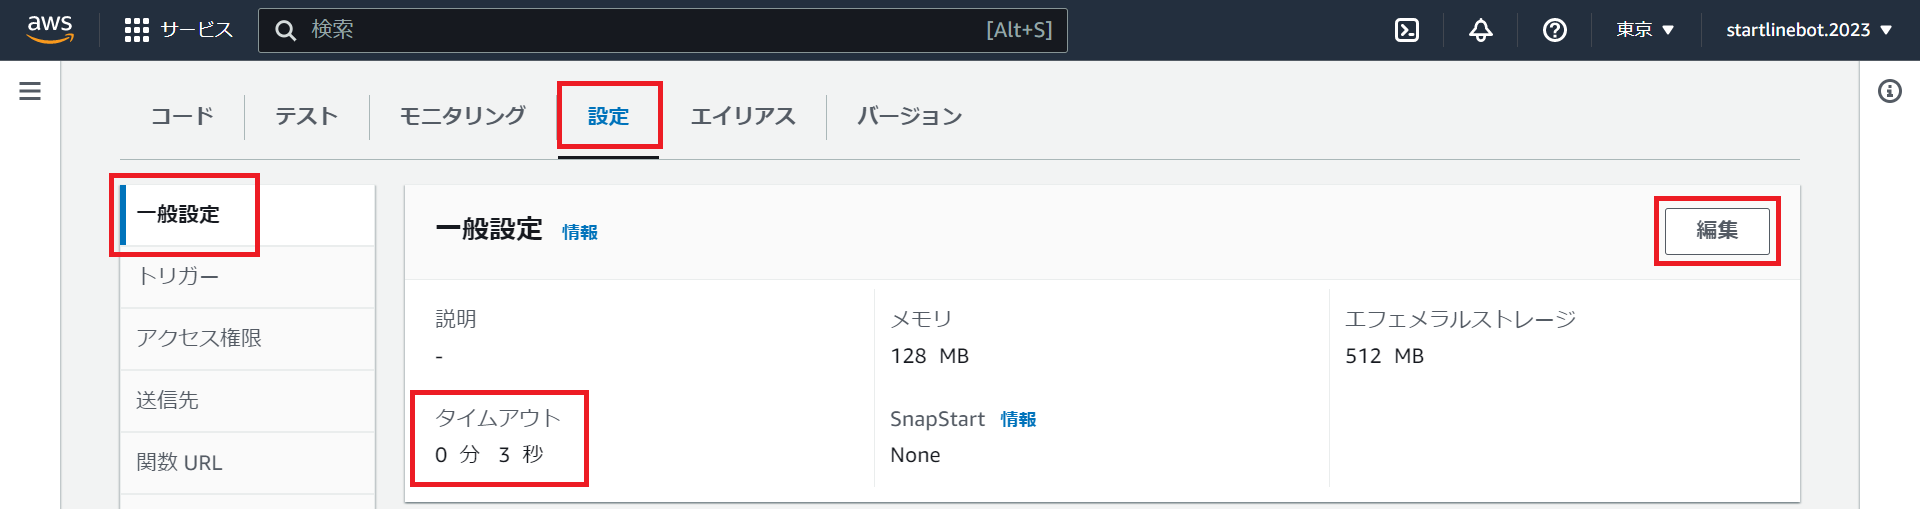 aws サービス 検索 [Alt+S] 東京 startlinebot.2023
コード テスト モニタリング 設定 エイリアス バージョン
一般設定
トリガー
アクセス権限
送信先
関数 URL
一般設定 情報 編集
説明
-
タイムアウト
0 分 3 秒
メモリ
128 MB
SnapStart 情報
None
エフェメラルストレージ
512 MB